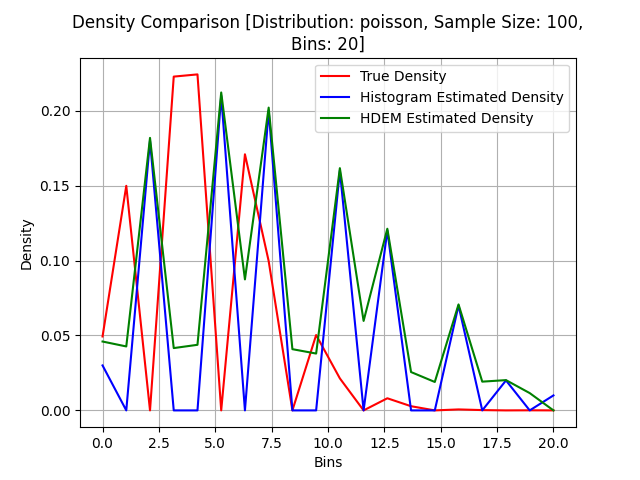 Density Comparison [Distribution: poisson, Sample Size: 100,
Bins: 20]
True Density
Histogram Estimated Density
HDEM Estimated Density
Density
0.20
0.15
0.10
0.05
0.00
0.0 2.5 5.0 7.5 10.0 12.5 15.0 17.5 20.0
Bins